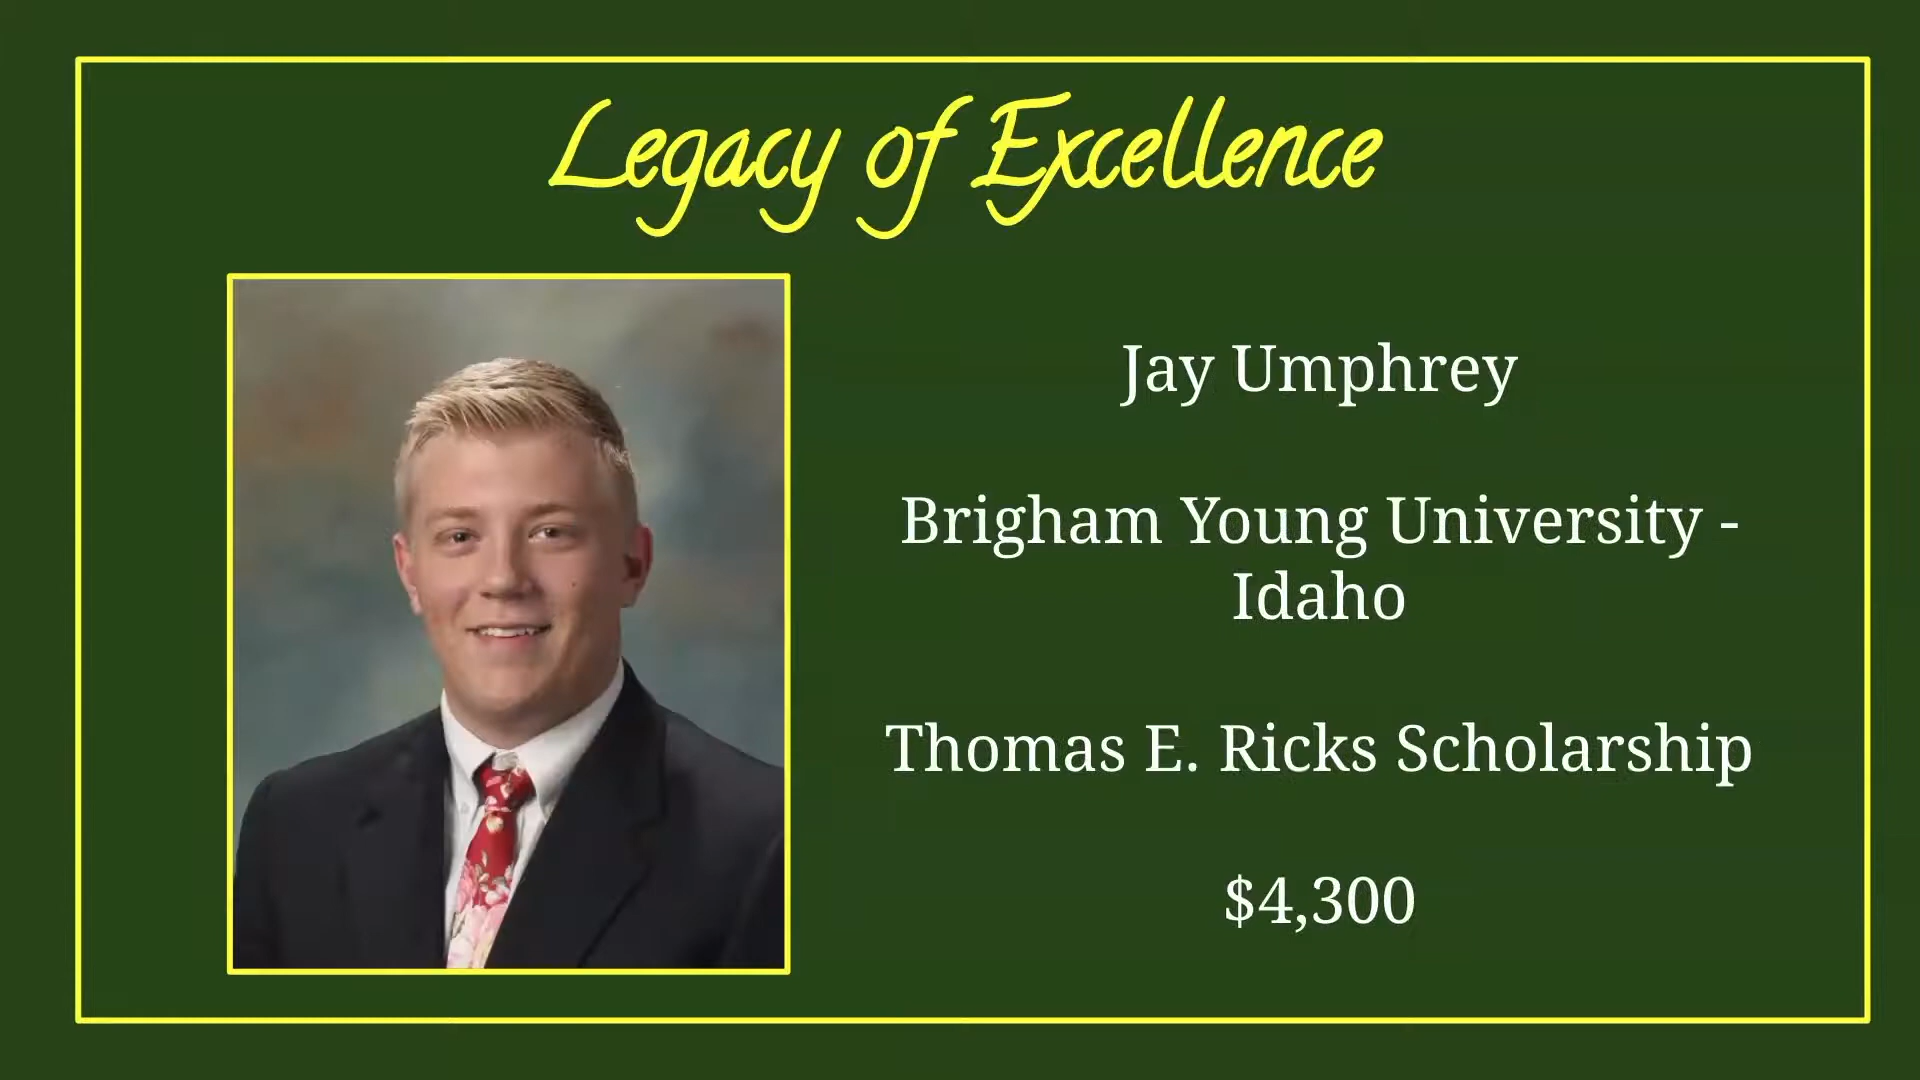 Legacy of Excellence
Jay Umphrey
Brigham Young University -
Idaho
Thomas E. Ricks Scholarship
$4,300